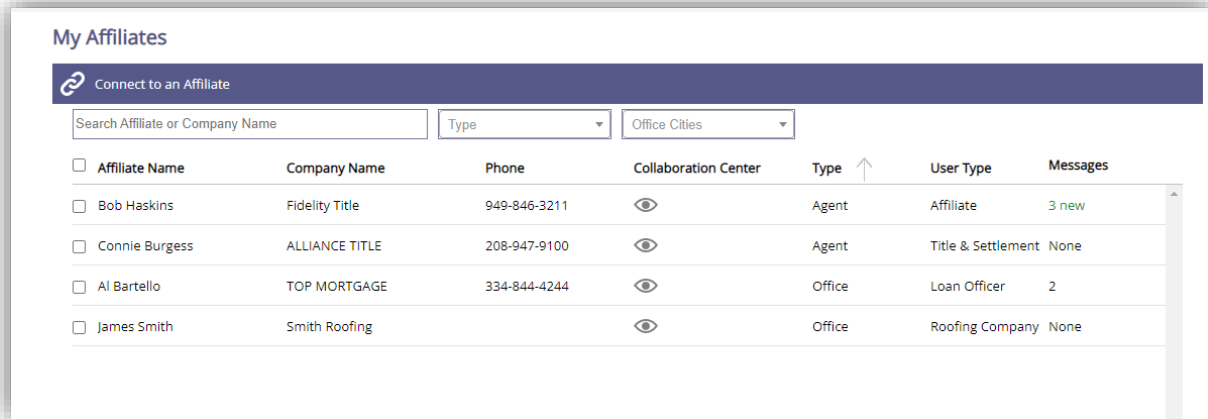 My Affiliates
Connect to an Affiliate
Search Affiliate or Company Name Type Office Cities
Affiliate Name Company Name Phone Collaboration Center Type User Type Messages
Bob Haskins Fidelity Title 949-846-3211 Agent Affiliate 3 new
Connie Burgess ALLIANCE TITLE 208-947-9100 Agent Title & Settlement None
Al Bartello TOP MORTGAGE 334-844-4244 Office Loan Officer 2
James Smith Smith Roofing Office Roofing Company None